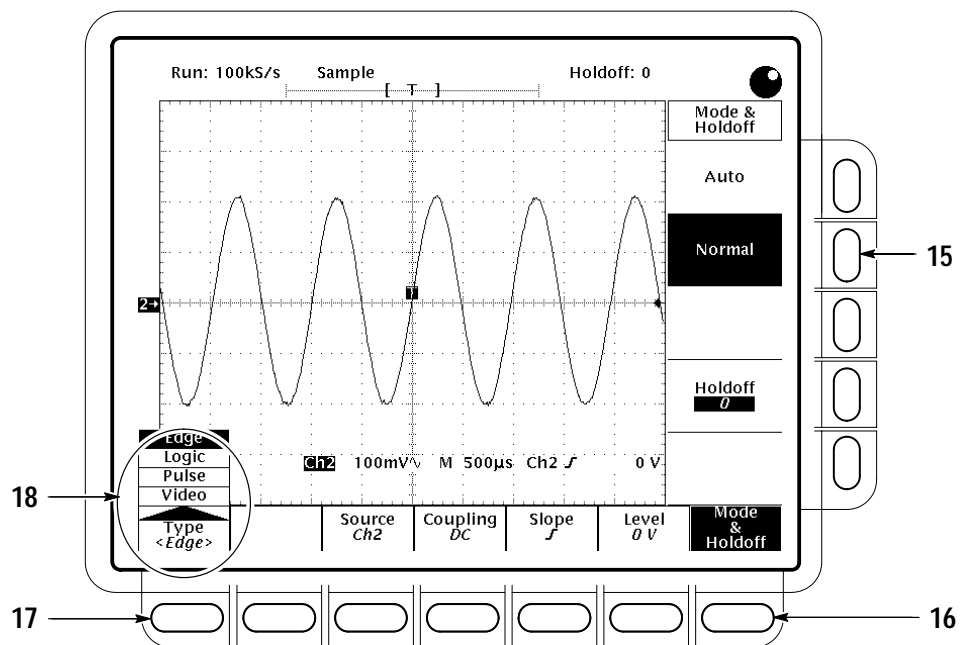 Run: 100kS/s Sample Holdoff: 0
[ T ]
Mode &
Holdoff
Auto
Normal
15
T
2→
Holdoff
0
Edge
Logic
Pulse
Video
Type
<Edge>
18
Ch2 100mV∿ M 500µs Ch2 ƒ 0 V
Source
Ch2
Coupling
DC
Slope
ƒ
Level
0 V
Mode
&
Holdoff
17
16